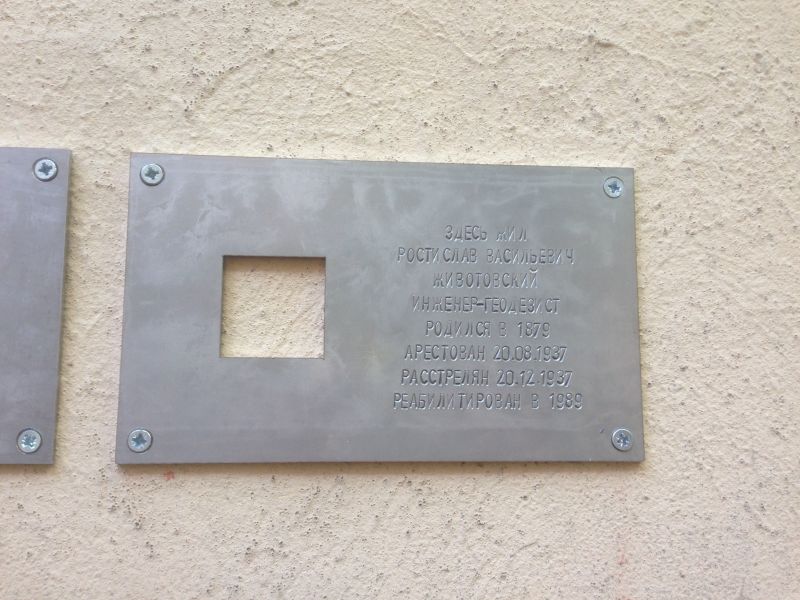 ЗДЕСЬ ЖИЛ
РОСТИСЛАВ ВАСИЛЬЕВИЧ
ЖИВОТОВСКИЙ
ИНЖЕНЕР-ГЕОДЕЗИСТ
РОДИЛСЯ В 1879
АРЕСТОВАН 20.08.1937
РАССТРЕЛЯН 20.12.1937
РЕАБИЛИТИРОВАН В 1989